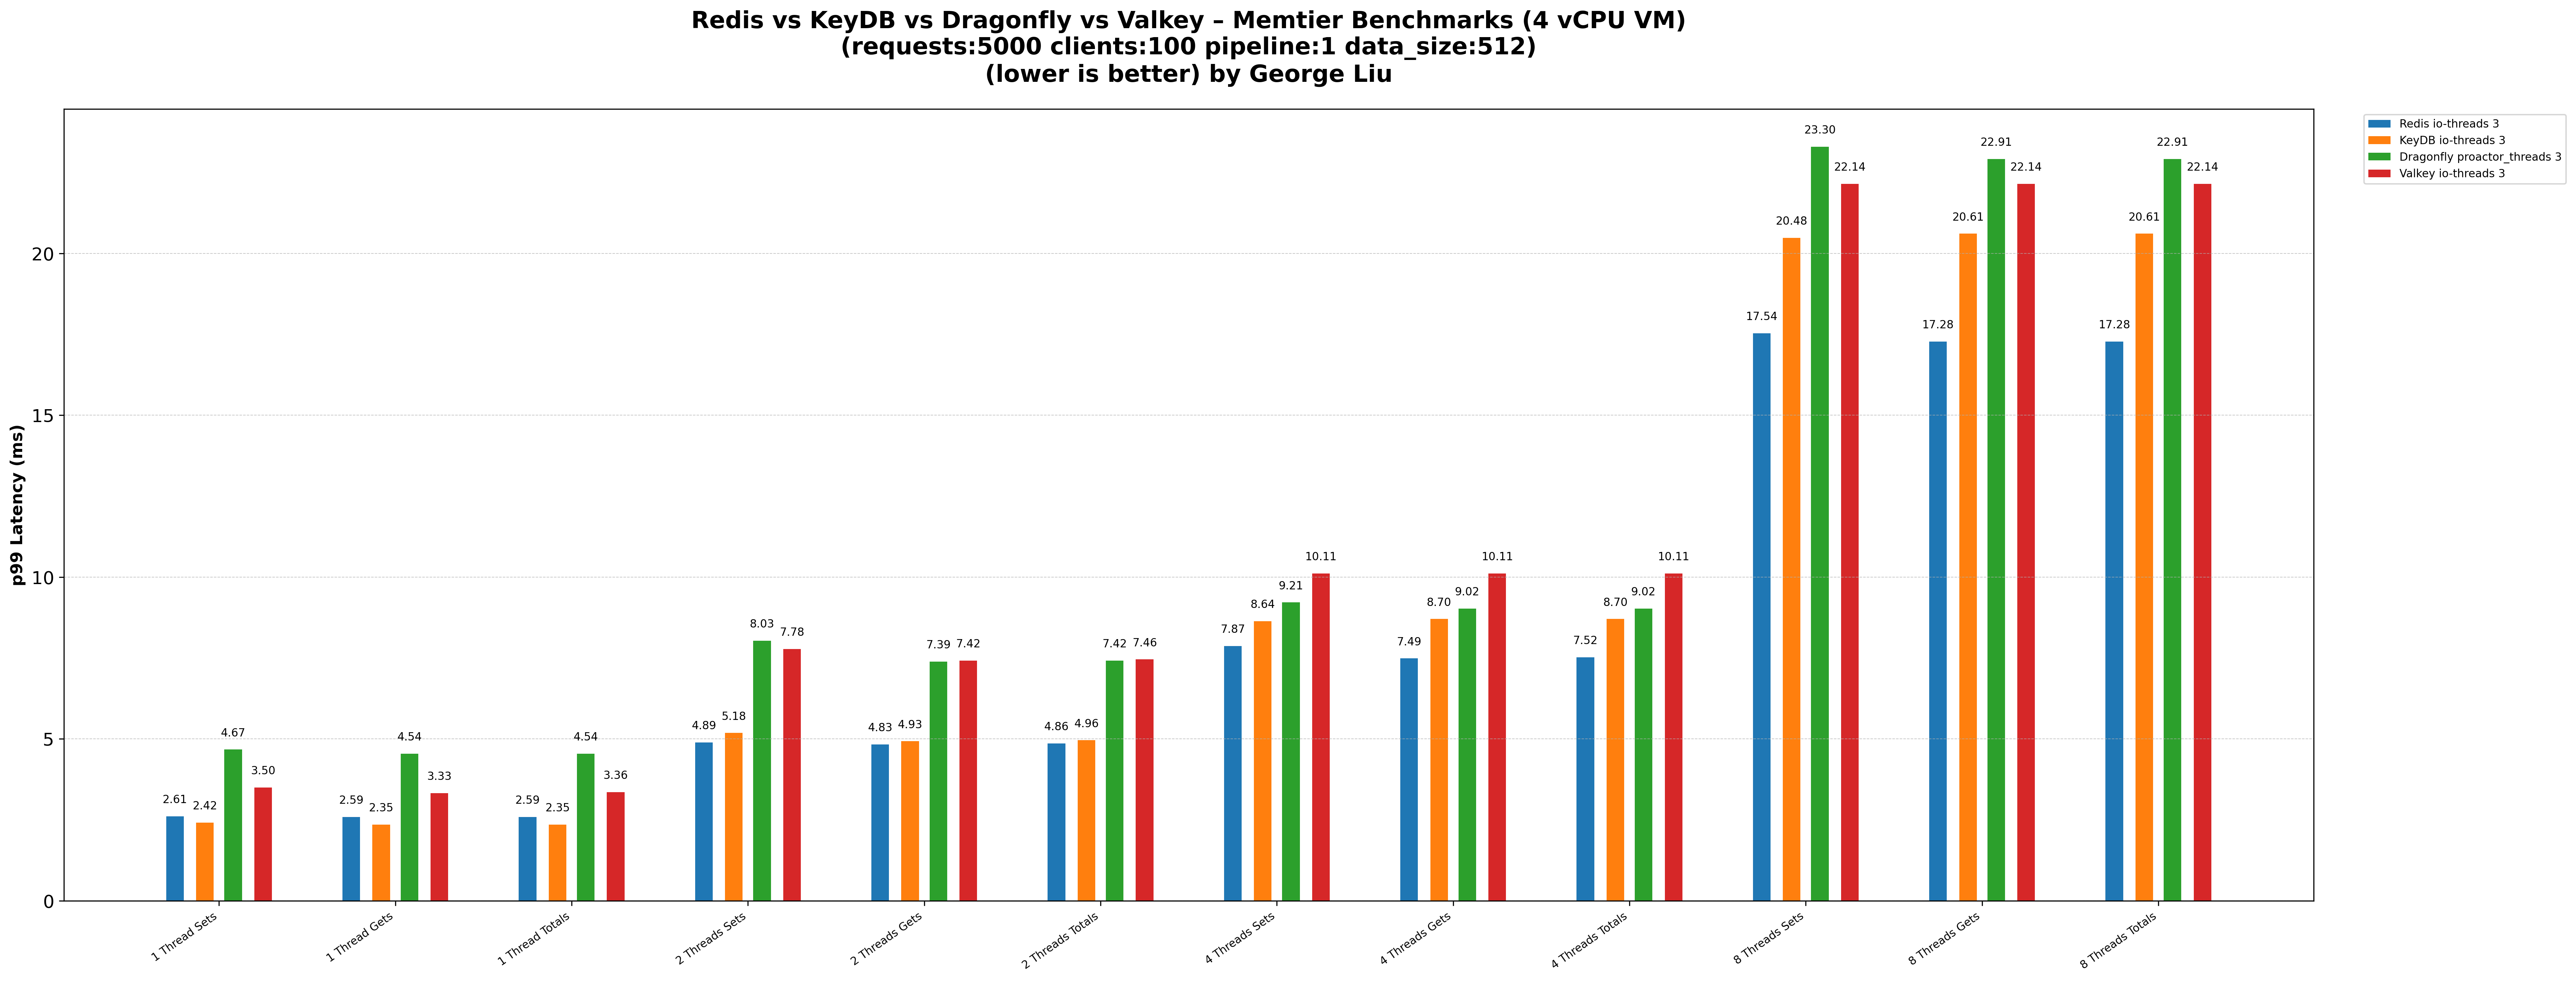 Redis vs KeyDB vs Dragonfly vs Valkey – Memtier Benchmarks (4 vCPU VM)
(requests:5000 clients:100 pipeline:1 data_size:512)
(lower is better) by George Liu
Redis io-threads 3
KeyDB io-threads 3
Dragonfly proactor_threads 3
Valkey io-threads 3
p99 Latency (ms)
20
15
10
5
0
2.61 2.42 4.67 3.50
2.59 2.35 4.54 3.33
2.59 2.35 4.54 3.36
4.89 5.18 8.03 7.78
4.83 4.93 7.39 7.42
4.86 4.96 7.42 7.46
7.87 8.64 9.21 10.11
7.49 8.70 9.02 10.11
7.52 8.70 9.02 10.11
17.54 20.48 23.30 22.14
17.28 20.61 22.91 22.14
17.28 20.61 22.91 22.14
1 Thread Sets
1 Thread Gets
1 Thread Totals
2 Threads Sets
2 Threads Gets
2 Threads Totals
4 Threads Sets
4 Threads Gets
4 Threads Totals
8 Threads Sets
8 Threads Gets
8 Threads Totals